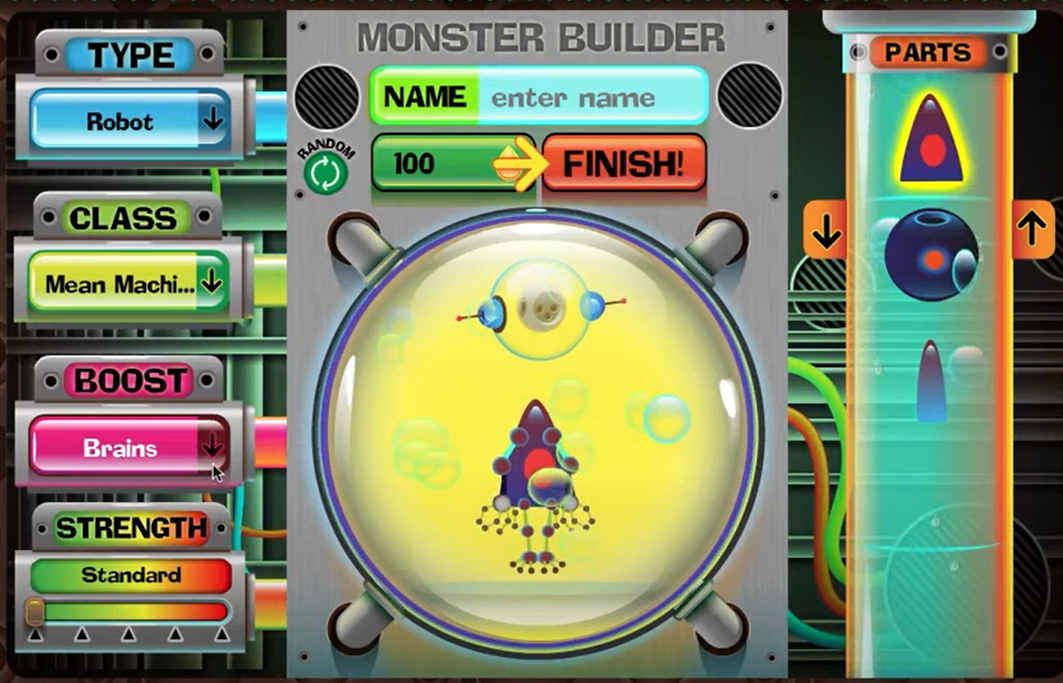 TYPE
Robot
CLASS
Mean Machi...
BOOST
Brains
STRENGTH
Standard
MONSTER BUILDER
NAME enter name
RANDOM
100
FINISH!
PARTS